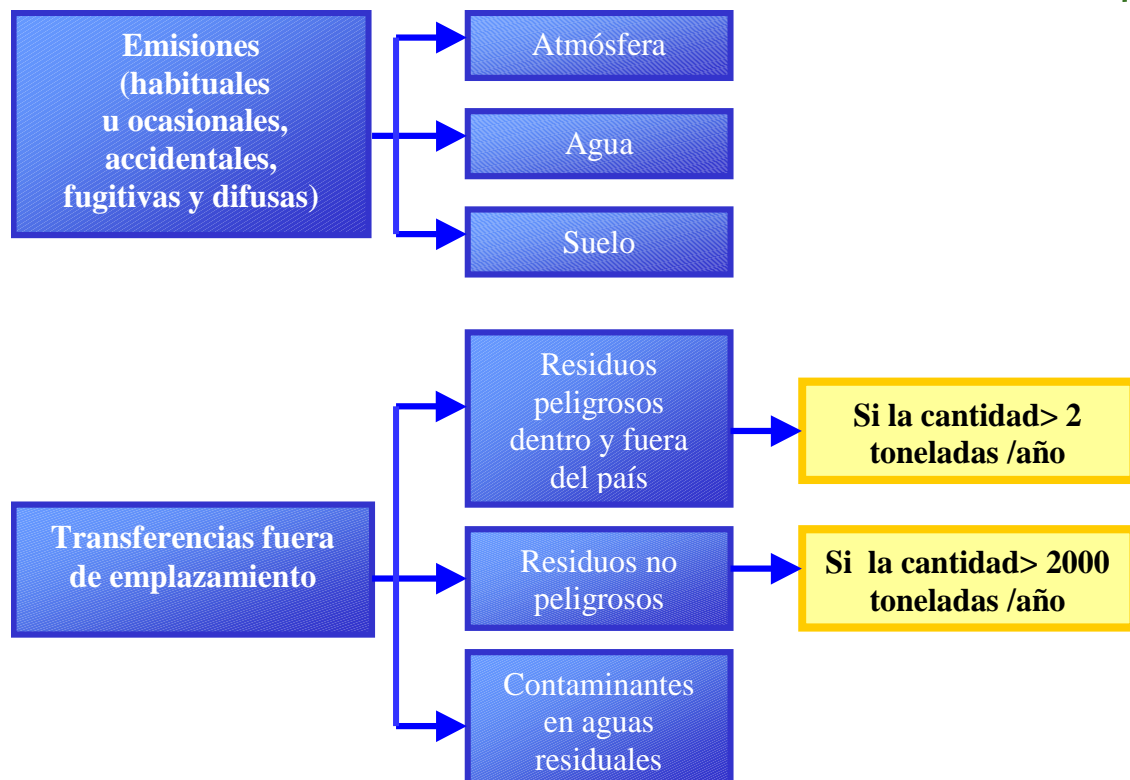 Emisiones
(habituales
u ocasionales,
accidentales,
fugitivas y difusas)
Atmósfera
Agua
Suelo
Transferencias fuera
de emplazamiento
Residuos
peligrosos
dentro y fuera
del país
Si la cantidad> 2
toneladas /año
Residuos no
peligrosos
Si la cantidad> 2000
toneladas /año
Contaminantes
en aguas
residuales